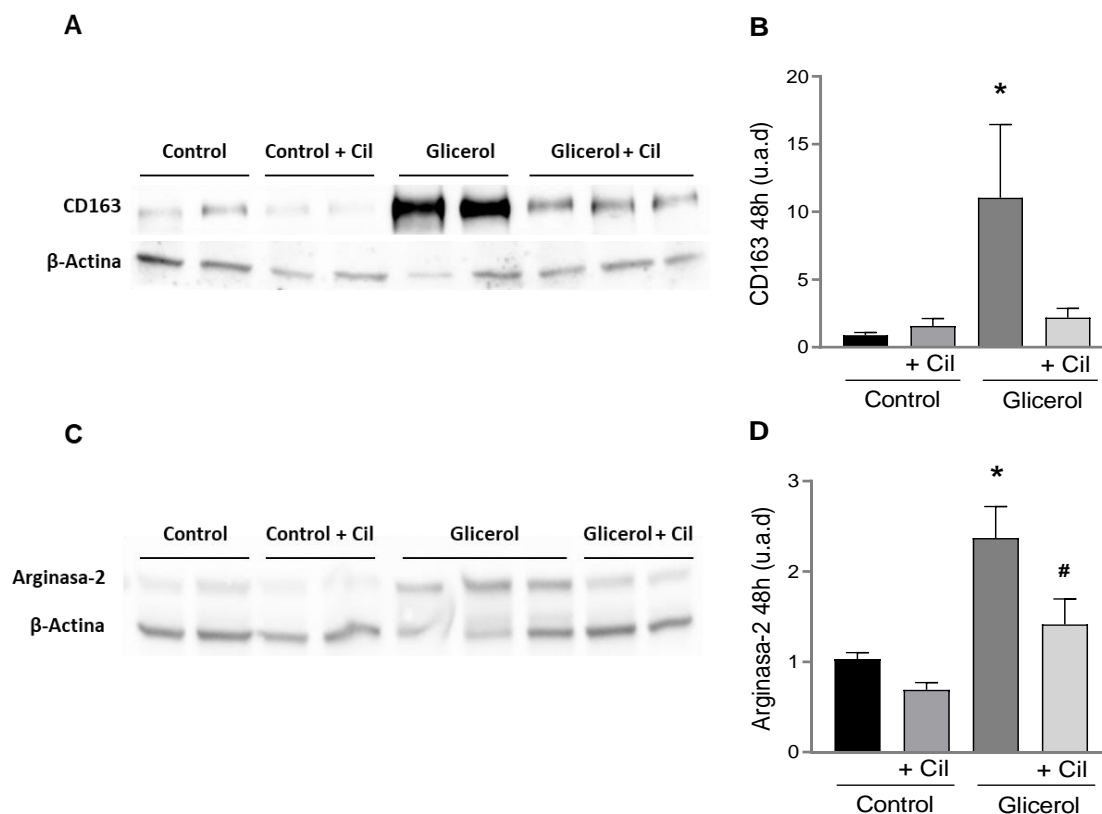 A
Control
Control + Cil
Glicerol
Glicerol + Cil
CD163
β-Actina
B
CD163 48h (u.a.d)
20
15
10
5
0
*
+ Cil
+ Cil
Control
Glicerol
C
Control
Control + Cil
Glicerol
Glicerol + Cil
Arginasa-2
β-Actina
D
Arginasa-2 48h (u.a.d)
3
2
1
0
*
#
+ Cil
+ Cil
Control
Glicerol